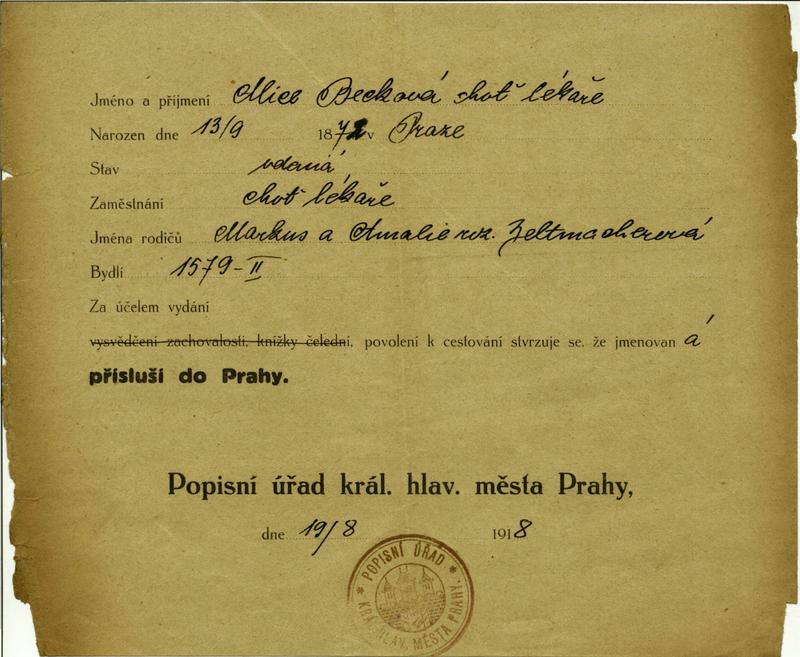 Jméno a příjmení Alice Becková choť lékaře
Narozen dne 13/9 187 v Praze
Stav vdaná
Zaměstnání choť lékaře
Jména rodičů Markus a Amalie roz. Zeltmacherová
Bydlí 1579-II
Za účelem vydání
vysvědčení zachovalosti, knížky čelední, povolení k cestování stvrzuje se, že jmenovan á
přísluší do Prahy.
Popisní úřad král. hlav. města Prahy,
dne 19/8 1918
* POPISNÍ ÚŘAD *
KRÁL. HLAV. MĚSTA PRAHY.